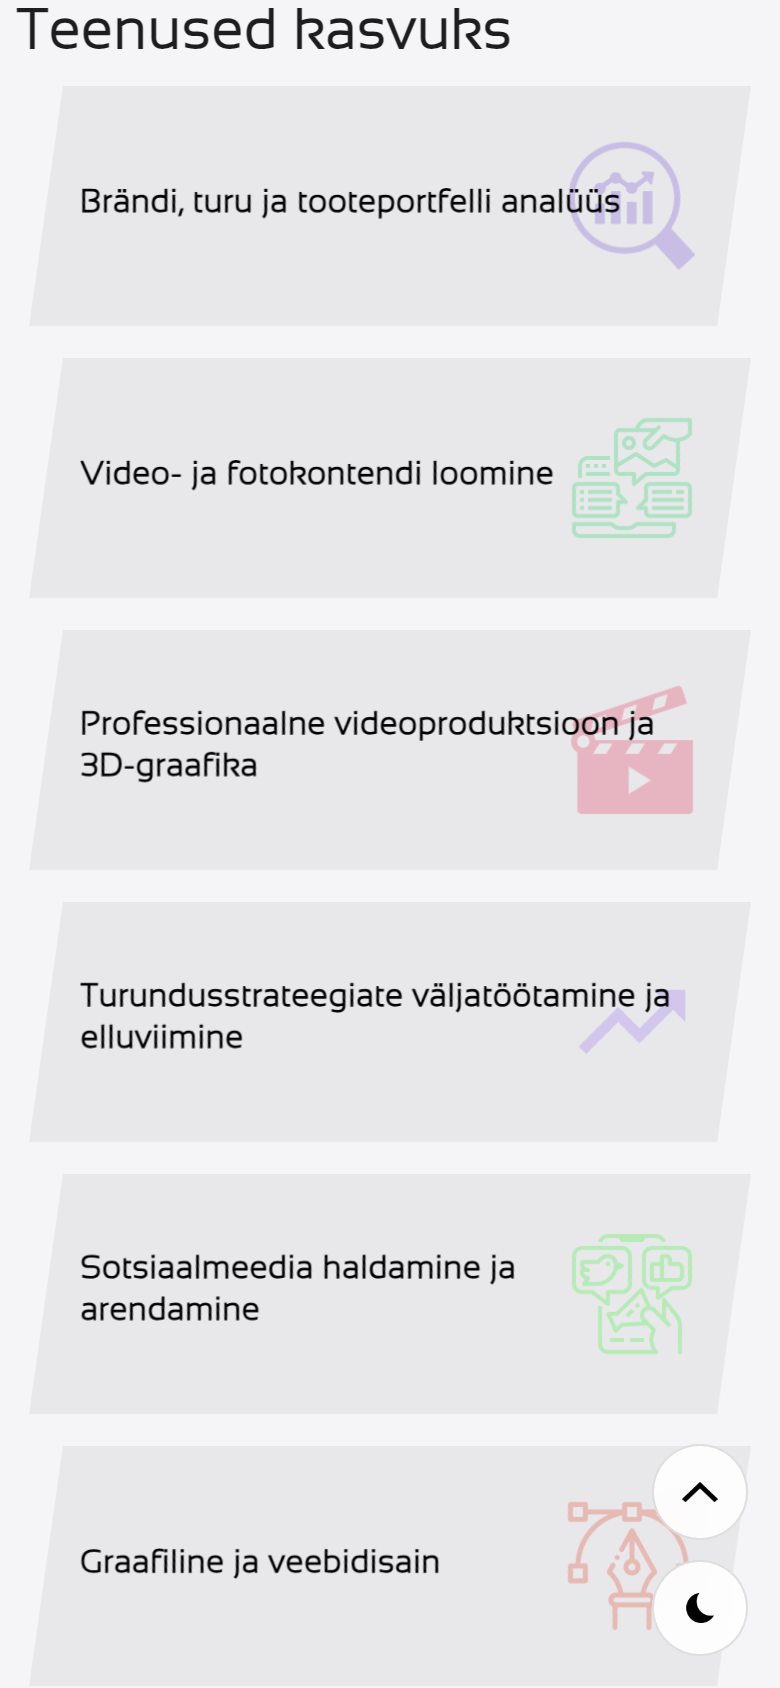 Teenused kasvuks
Brändi, turu ja tooteportfelli analüüs
Video- ja fotokontendi loomine
Professionaalne videoproduktsioon ja
3D-graafika
Turundusstrateegiate väljatöötamine ja
elluviimine
Sotsiaalmeedia haldamine ja
arendamine
Graafiline ja veebidisain